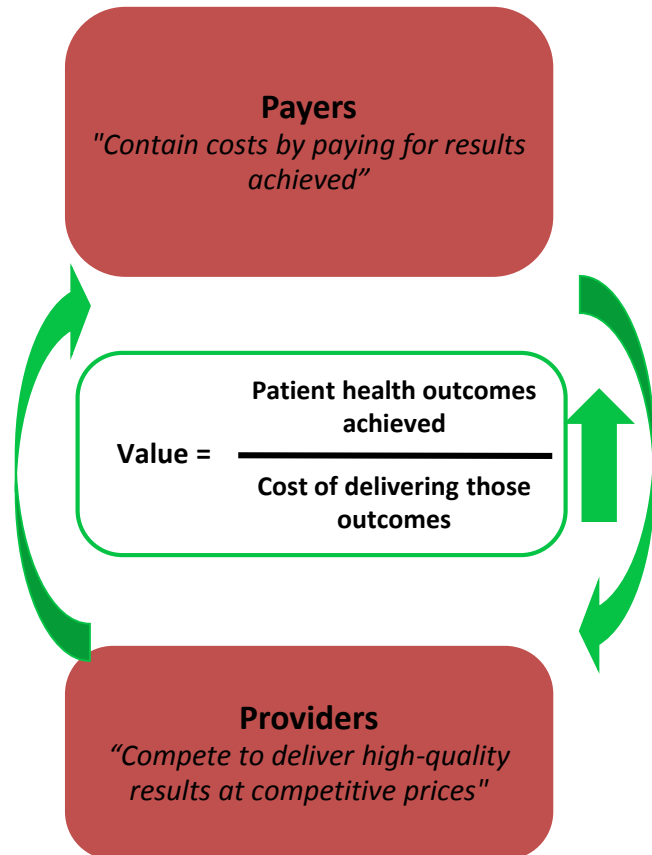 Payers
"Contain costs by paying for results
achieved”
Patient health outcomes
achieved
Value =
Cost of delivering those
outcomes
Providers
“Compete to deliver high-quality
results at competitive prices"